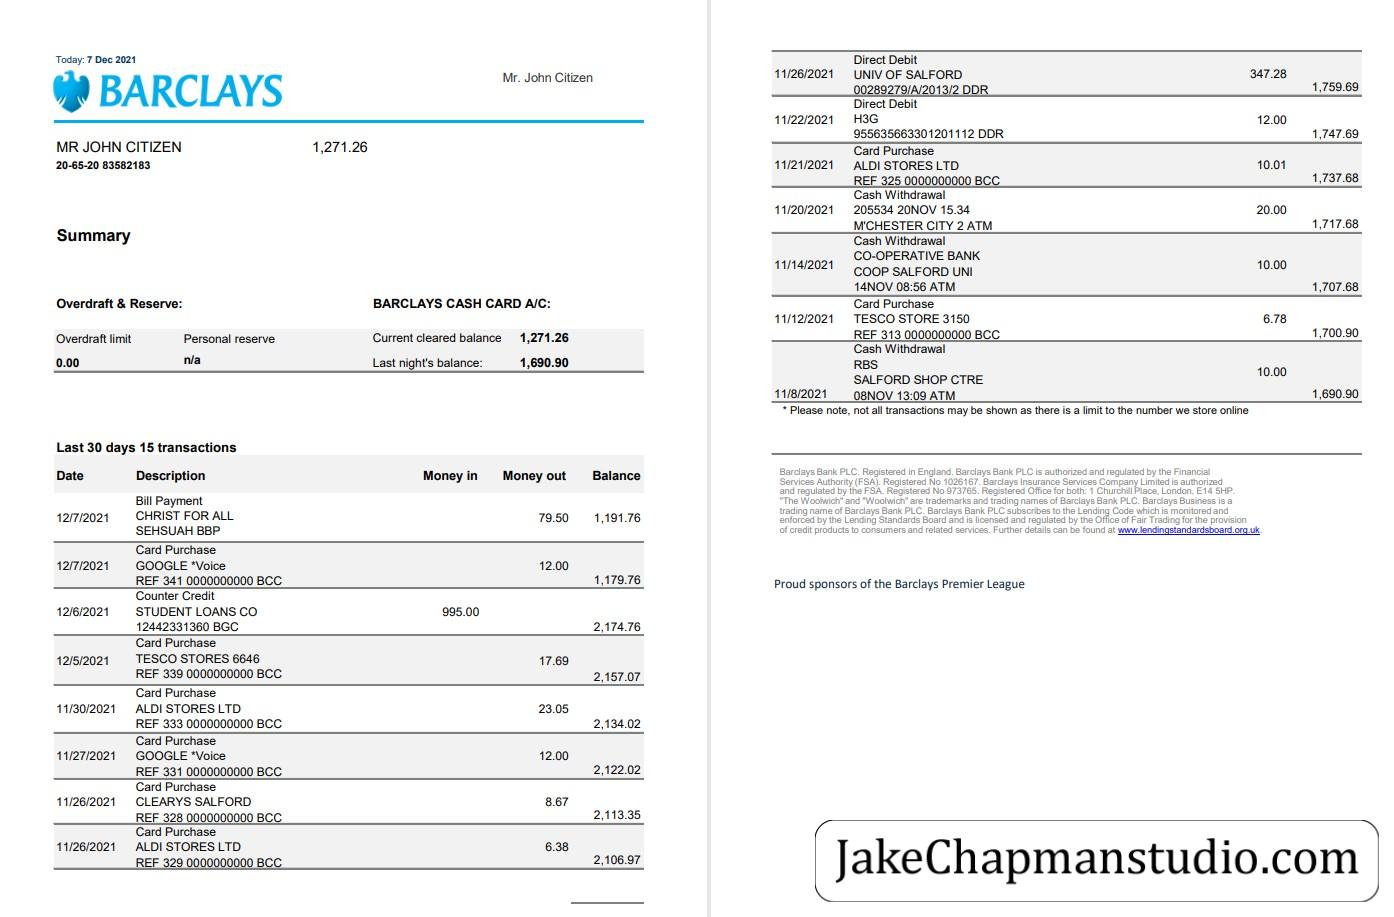 Today: 7 Dec 2021
BARCLAYS
Mr. John Citizen
MR JOHN CITIZEN 1,271.26
20-65-20 83582183
Summary
Overdraft & Reserve: BARCLAYS CASH CARD A/C:
Overdraft limit Personal reserve Current cleared balance 1,271.26
0.00 n/a Last night's balance: 1,690.90
Last 30 days 15 transactions
Date Description Money in Money out Balance
Bill Payment
12/7/2021 CHRIST FOR ALL 79.50 1,191.76
SEHSUAH BBP
Card Purchase
12/7/2021 GOOGLE *Voice 12.00
REF 341 0000000000 BCC 1,179.76
Counter Credit
12/6/2021 STUDENT LOANS CO 995.00
12442331360 BGC 2,174.76
Card Purchase
12/5/2021 TESCO STORES 6646 17.69
REF 339 0000000000 BCC 2,157.07
Card Purchase
11/30/2021 ALDI STORES LTD 23.05
REF 333 0000000000 BCC 2,134.02
Card Purchase
11/27/2021 GOOGLE *Voice 12.00
REF 331 0000000000 BCC 2,122.02
Card Purchase
11/26/2021 CLEARYS SALFORD 8.67
REF 328 0000000000 BCC 2,113.35
Card Purchase
11/26/2021 ALDI STORES LTD 6.38
REF 329 0000000000 BCC 2,106.97
Direct Debit
11/26/2021 UNIV OF SALFORD 347.28
00289279/A/2013/2 DDR 1,759.69
Direct Debit
11/22/2021 H3G 12.00
955635663301201112 DDR 1,747.69
Card Purchase
11/21/2021 ALDI STORES LTD 10.01
REF 325 0000000000 BCC 1,737.68
Cash Withdrawal
11/20/2021 205534 20NOV 15.34 20.00
M'CHESTER CITY 2 ATM 1,717.68
Cash Withdrawal
CO-OPERATIVE BANK
11/14/2021 COOP SALFORD UNI 10.00
14NOV 08:56 ATM 1,707.68
Card Purchase
11/12/2021 TESCO STORE 3150 6.78
REF 313 0000000000 BCC 1,700.90
Cash Withdrawal
RBS
SALFORD SHOP CTRE 10.00
11/8/2021 08NOV 13:09 ATM 1,690.90
* Please note, not all transactions may be shown as there is a limit to the number we store online
Barclays Bank PLC. Registered in England. Barclays Bank PLC is authorized and regulated by the Financial
Services Authority (FSA). Registered No 1026167. Barclays Insurance Services Company Limited is authorized
and regulated by the FSA. Registered No 973765. Registered Office for both: 1 Churchill Place, London, E14 5HP.
"The Woolwich" and "Woolwich" are trademarks and trading names of Barclays Bank PLC. Barclays Business is a
trading name of Barclays Bank PLC. Barclays Bank PLC subscribes to the Lending Code which is monitored and
enforced by the Lending Standards Board and is licensed and regulated by the Office of Fair Trading for the provision
of credit products to consumers and related services. Further details can be found at www.lendingstandardsboard.org.uk.
Proud sponsors of the Barclays Premier League
JakeChapmanstudio.com